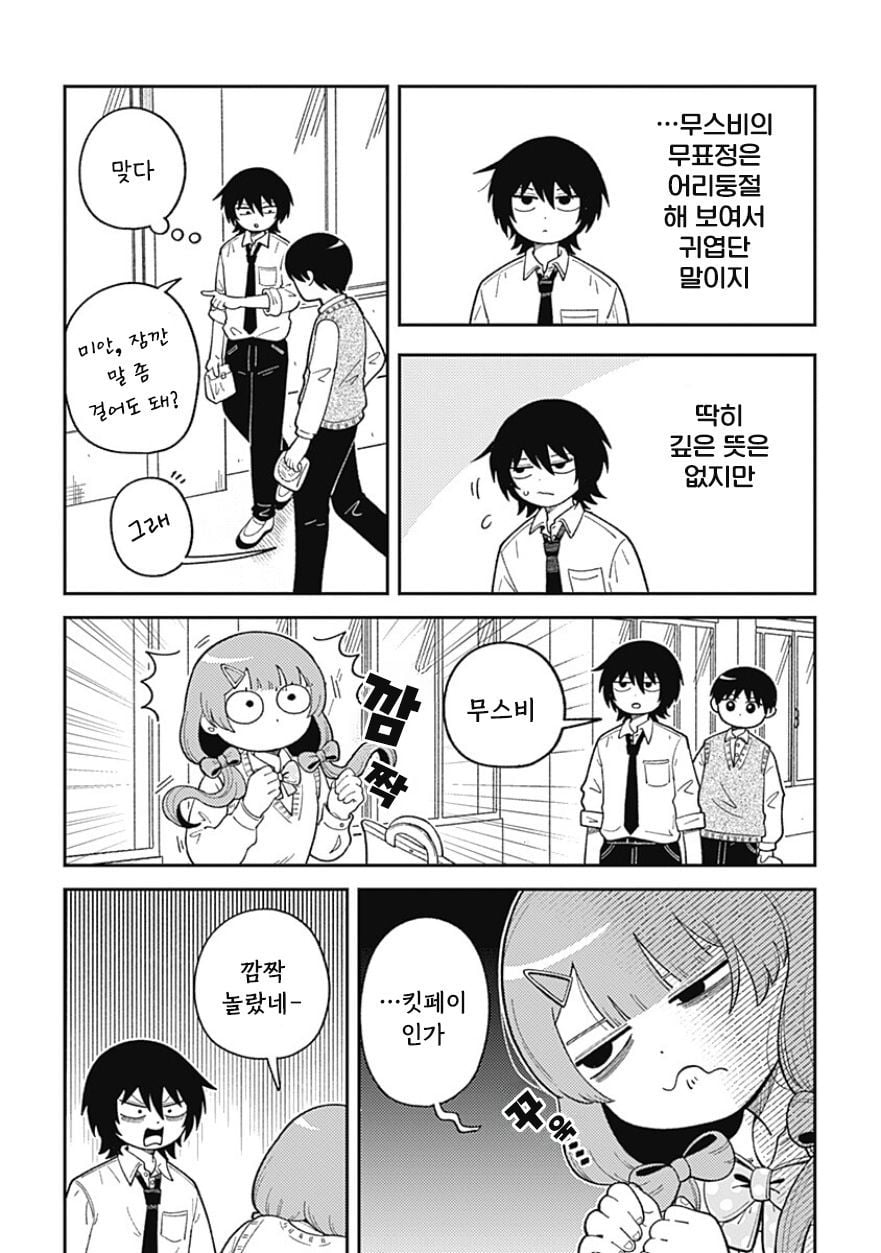 …무스비의
무표정은
어리둥절
해 보여서
귀엽단
말이지
딱히
깊은 뜻은
없지만
맞다
미안, 잠깐
말 좀
걸어도 돼?
그래
무스비
깜
짝
…킷페이
인가
꾸애…
깜짝
놀랐네-